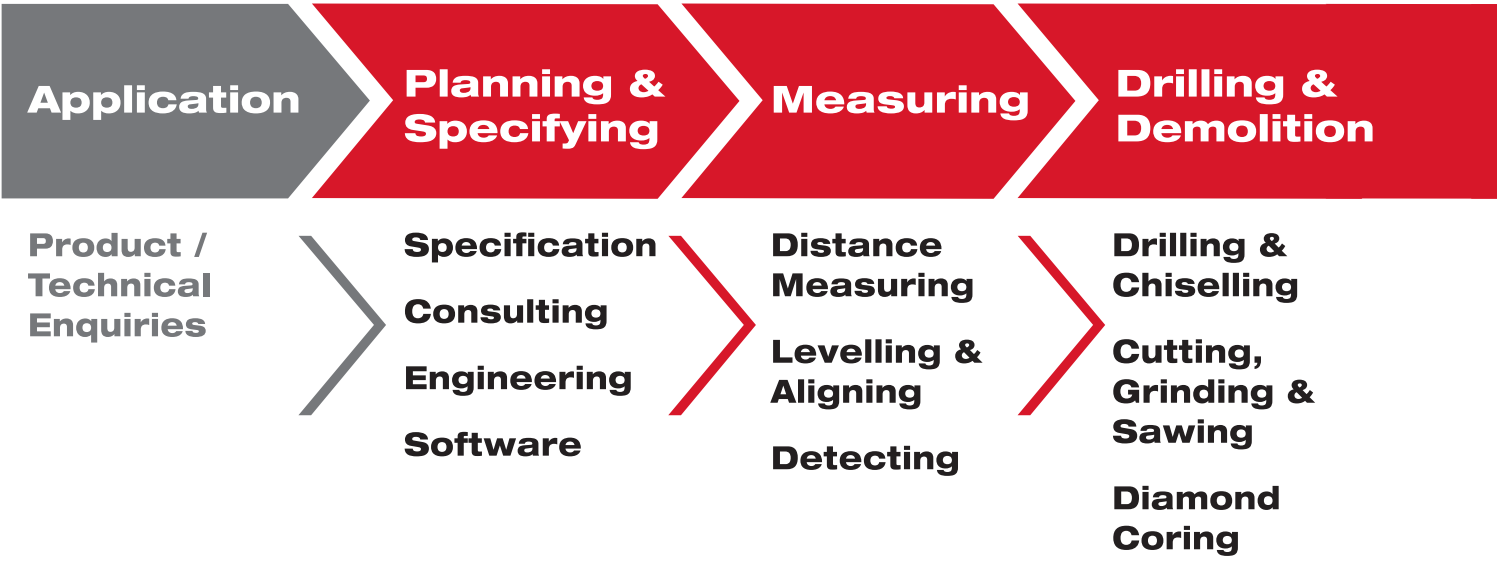 Application
Planning &
Specifying
Measuring
Drilling &
Demolition
Product /
Technical
Enquiries
Specification
Consulting
Engineering
Software
Distance
Measuring
Levelling &
Aligning
Detecting
Drilling &
Chiselling
Cutting,
Grinding &
Sawing
Diamond
Coring